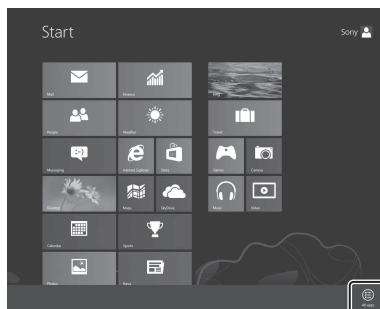 Start
Sony
Mail
Finance
People
Weather
Travel
Messaging
Internet Explorer
Store
Games
Camera
Desktop
Maps
SkyDrive
Music
Video
Calendar
Sports
Photos
News
All apps